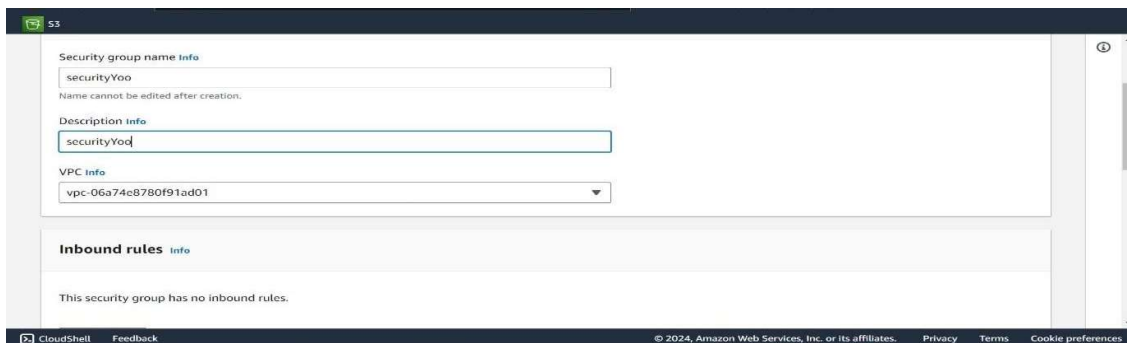 S3
Security group name Info
securityYoo
Name cannot be edited after creation.
Description Info
securityYoo
VPC Info
vpc-06a74e8780f91ad01
Inbound rules Info
This security group has no inbound rules.
CloudShell Feedback © 2024, Amazon Web Services, Inc. or its affiliates. Privacy Terms Cookie preferences